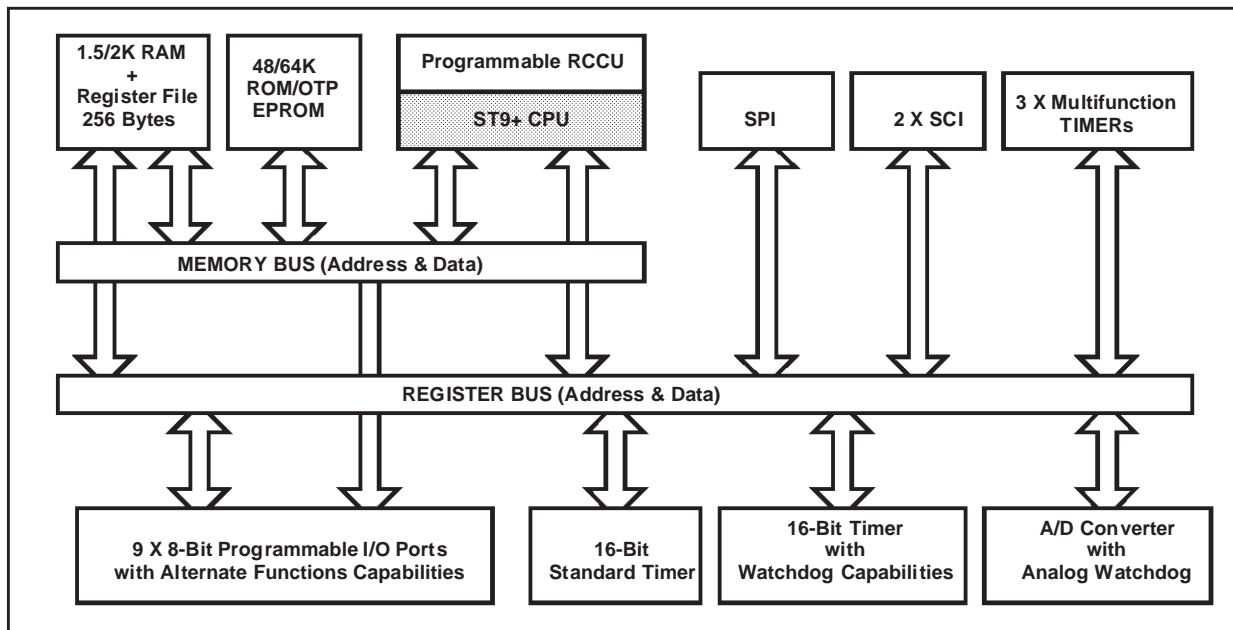 1.5/2K RAM
+
Register File
256 Bytes
48/64K
ROM/OTP
EPROM
Programmable RCCU
ST9+ CPU
SPI
2 X SCI
3 X Multifunction
TIMERs
MEMORY BUS (Address & Data)
REGISTER BUS (Address & Data)
9 X 8-Bit Programmable I/O Ports
with Alternate Functions Capabilities
16-Bit
Standard Timer
16-Bit Timer
with
Watchdog Capabilities
A/D Converter
with
Analog Watchdog